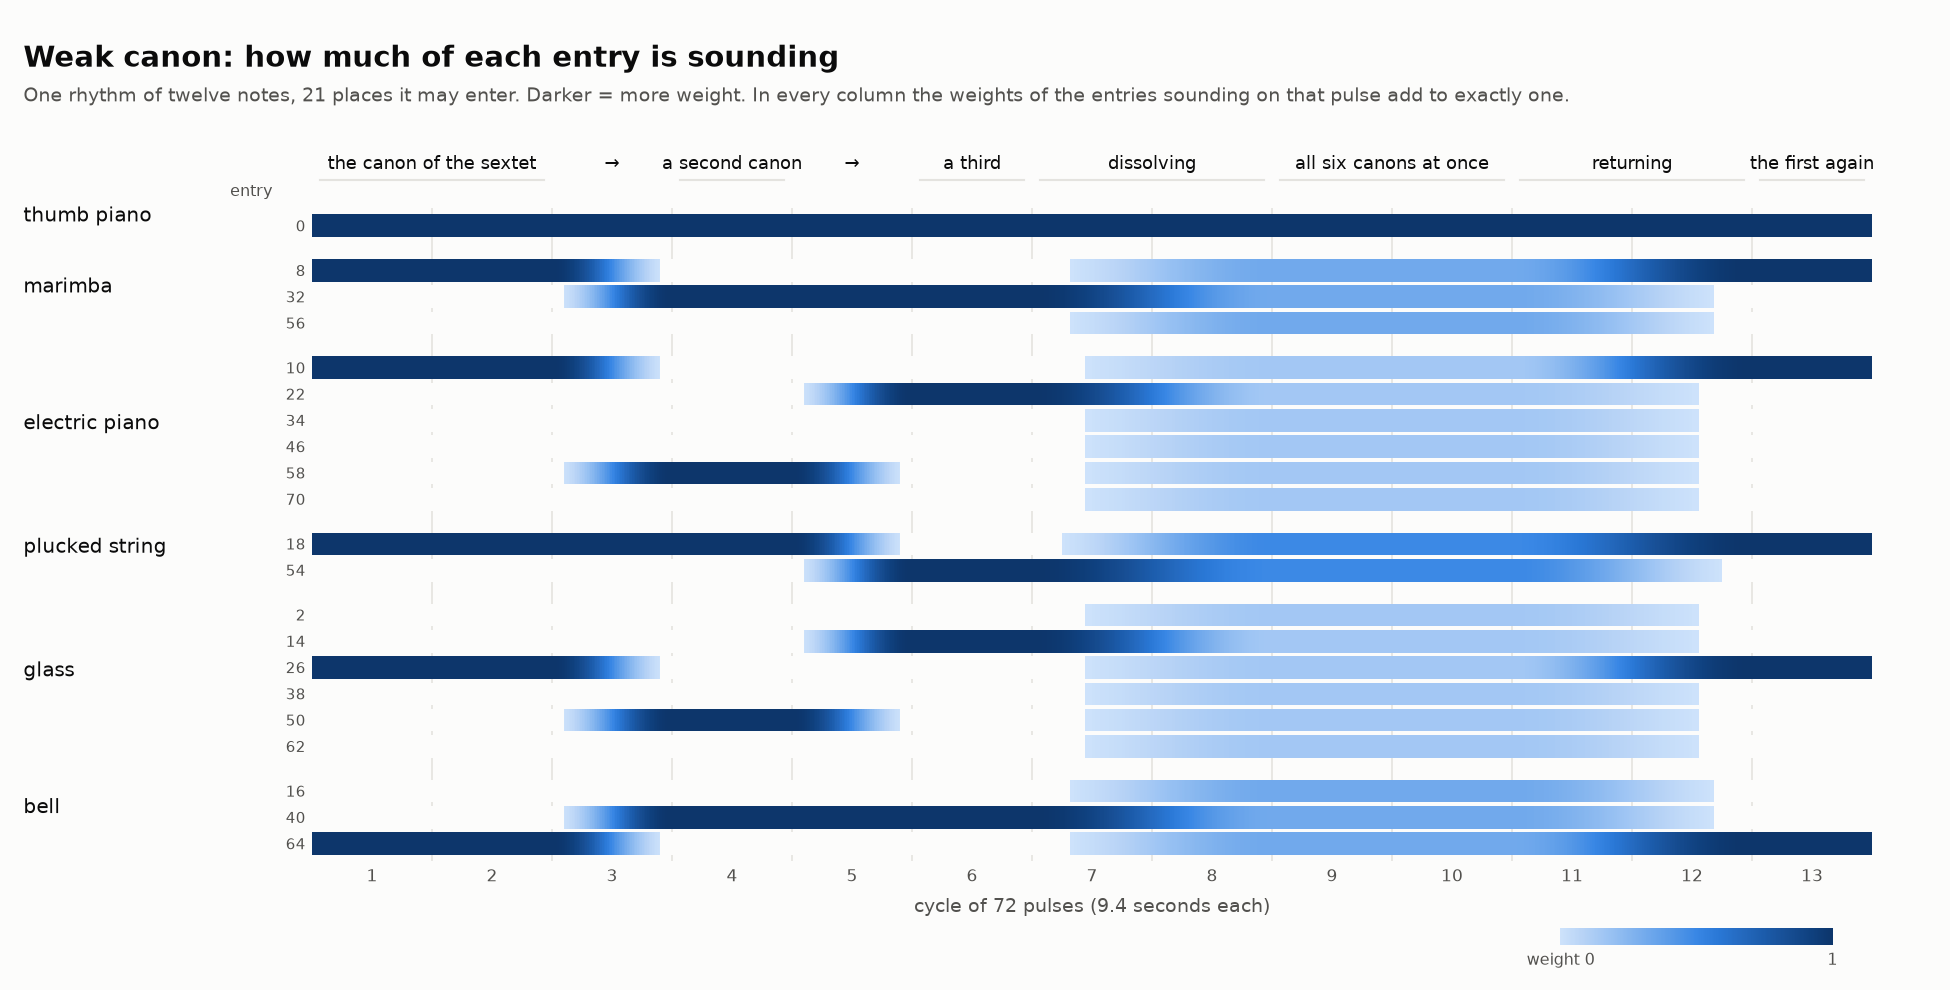 Weak canon: how much of each entry is sounding
One rhythm of twelve notes, 21 places it may enter. Darker = more weight. In every column the weights of the entries sounding on that pulse add to exactly one.
the canon of the sextet → a second canon → a third dissolving all six canons at once returning the first again
entry
thumb piano
0
8
marimba
32
56
10
22
electric piano
34
46
58
70
plucked string
18
54
2
14
glass
26
38
50
62
16
bell
40
64
1 2 3 4 5 6 7 8 9 10 11 12 13
cycle of 72 pulses (9.4 seconds each)
weight 0 1